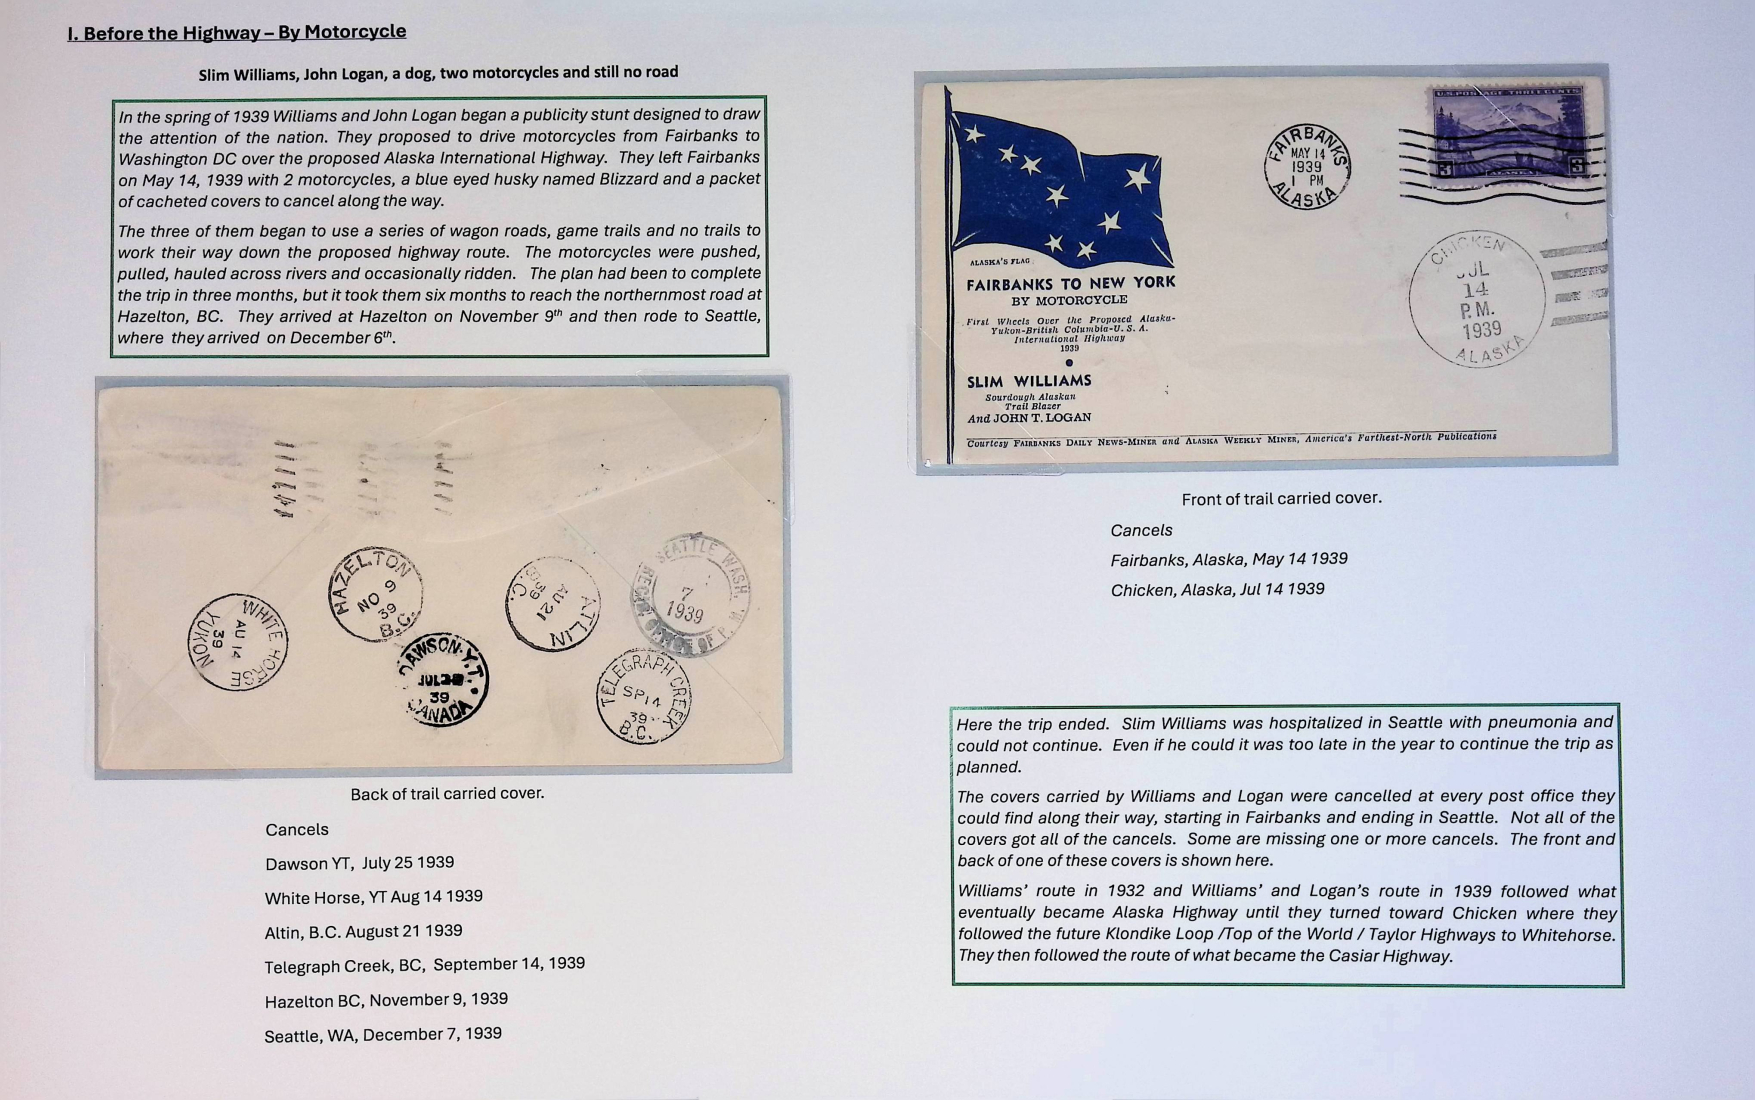 I. Before the Highway – By Motorcycle
Slim Williams, John Logan, a dog, two motorcycles and still no road
In the spring of 1939 Williams and John Logan began a publicity stunt designed to draw
the attention of the nation. They proposed to drive motorcycles from Fairbanks to
Washington DC over the proposed Alaska International Highway. They left Fairbanks
on May 14, 1939 with 2 motorcycles, a blue eyed husky named Blizzard and a packet
of cacheted covers to cancel along the way.
The three of them began to use a series of wagon roads, game trails and no trails to
work their way down the proposed highway route. The motorcycles were pushed,
pulled, hauled across rivers and occasionally ridden. The plan had been to complete
the trip in three months, but it took them six months to reach the northernmost road at
Hazelton, BC. They arrived at Hazelton on November 9th and then rode to Seattle,
where they arrived on December 6th.
HAZELTON
NO 9
39
B.C.
WHITE HORSE
AU 14
39
YUKON
DAWSON·Y.T.
JUL
39
CANADA
ATLIN
AU 21
39
B.C.
SEATTLE, WASH.
7
1939
TELEGRAPH CREEK
SP 14
39
B.C.
Back of trail carried cover.
Cancels
Dawson YT, July 25 1939
White Horse, YT Aug 14 1939
Altin, B.C. August 21 1939
Telegraph Creek, BC, September 14, 1939
Hazelton BC, November 9, 1939
Seattle, WA, December 7, 1939
U.S. POSTAGE THREE CENTS
3 3
ALASKA
FAIRBANKS
MAY 14
1939
1 PM
ALASKA
CHICKEN
JUL
14
P.M.
1939
ALASKA
ALASKA'S FLAG
FAIRBANKS TO NEW YORK
BY MOTORCYCLE
First Wheels Over the Proposed Alaska-
Yukon-British Columbia-U. S. A.
International Highway
1939
SLIM WILLIAMS
Sourdough Alaskan
Trail Blazer
And JOHN T. LOGAN
Courtesy FAIRBANKS DAILY NEWS-MINER and ALASKA WEEKLY MINER, America's Farthest-North Publications
Front of trail carried cover.
Cancels
Fairbanks, Alaska, May 14 1939
Chicken, Alaska, Jul 14 1939
Here the trip ended. Slim Williams was hospitalized in Seattle with pneumonia and
could not continue. Even if he could it was too late in the year to continue the trip as
planned.
The covers carried by Williams and Logan were cancelled at every post office they
could find along their way, starting in Fairbanks and ending in Seattle. Not all of the
covers got all of the cancels. Some are missing one or more cancels. The front and
back of one of these covers is shown here.
Williams' route in 1932 and Williams' and Logan's route in 1939 followed what
eventually became Alaska Highway until they turned toward Chicken where they
followed the future Klondike Loop /Top of the World / Taylor Highways to Whitehorse.
They then followed the route of what became the Casiar Highway.